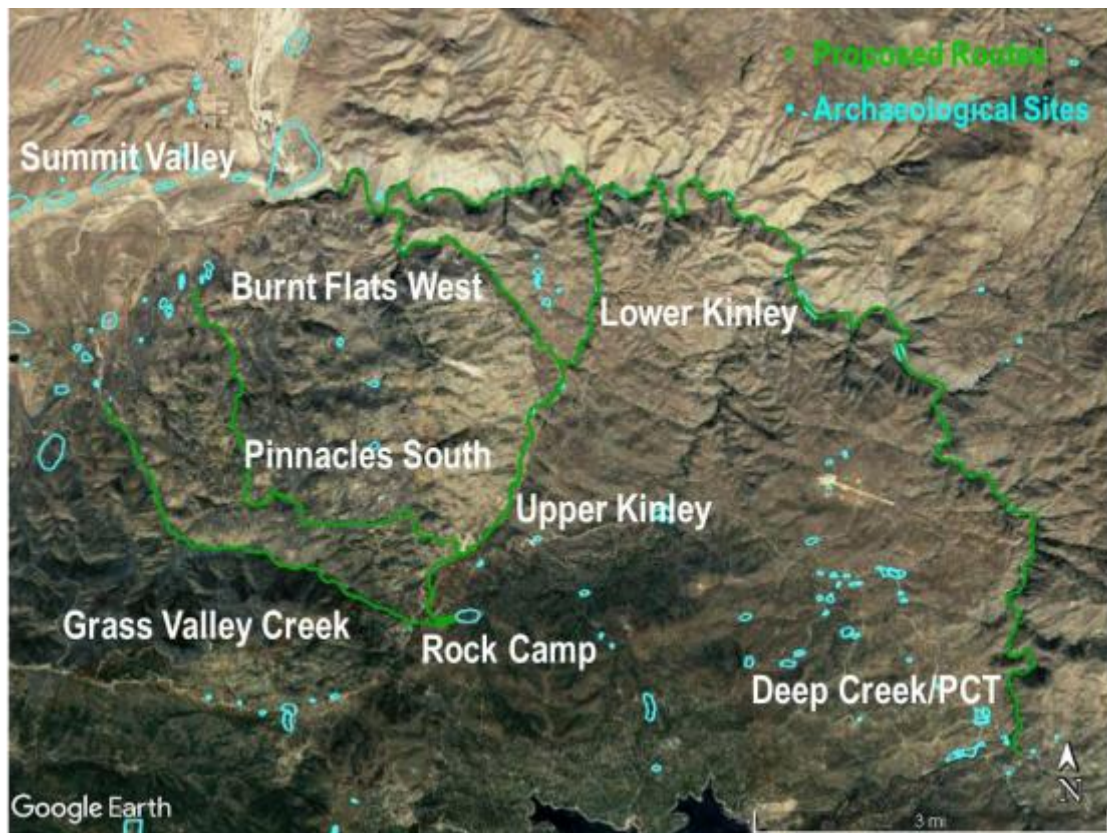 Proposed Routes
Archaeological Sites
Summit Valley
Burnt Flats West
Lower Kinley
Pinnacles South
Upper Kinley
Grass Valley Creek
Rock Camp
Deep Creek/PCT
N
Google Earth
3 mi